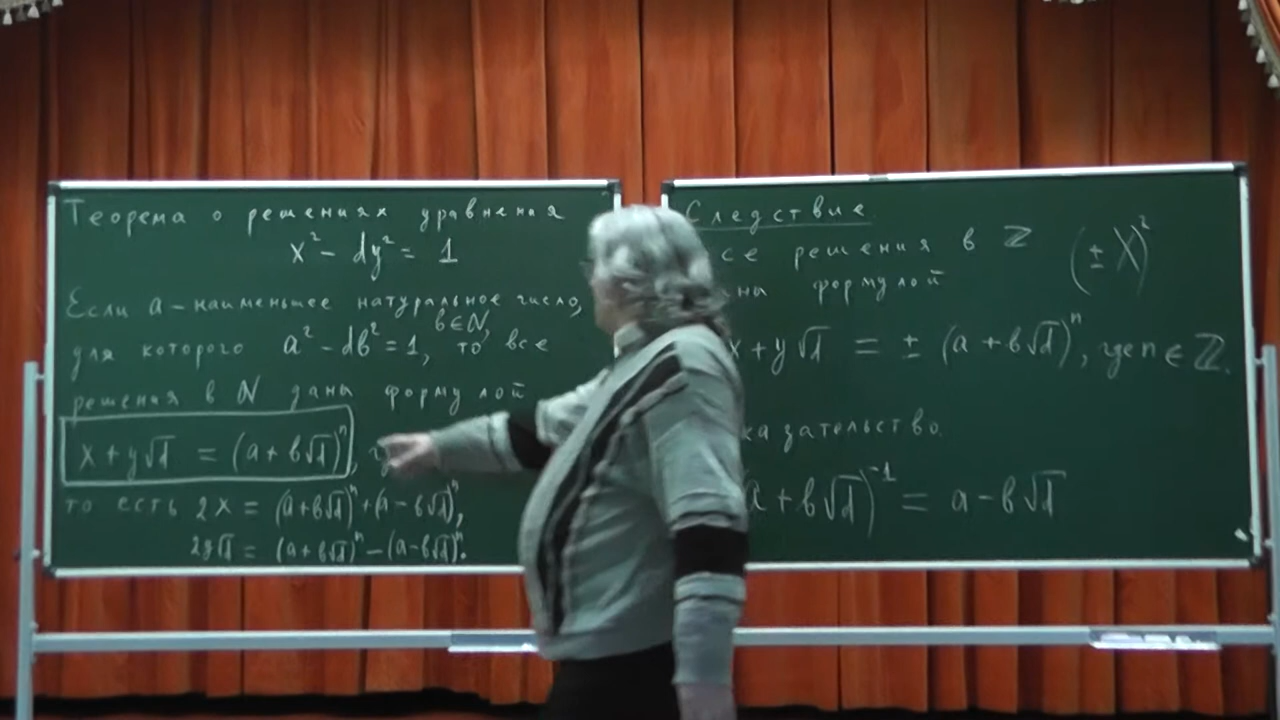 Теорема о решениях уравнения
x² - dy² = 1
Если a - наименьшее натуральное число,
b ∈ N,
для которого a² - db² = 1, то все
решения в N даны формулой
x + y√d = (a + b√d)ⁿ,
то есть 2x = (a+b√d)ⁿ + (a-b√d)ⁿ,
2y√d = (a+b√d)ⁿ - (a-b√d)ⁿ.
Следствие
се решения в ℤ (±X)²
ны формулой
x + y√d = ± (a + b√d)ⁿ, где n ∈ ℤ.
казательство.
a + b√d)⁻¹ = a - b√d